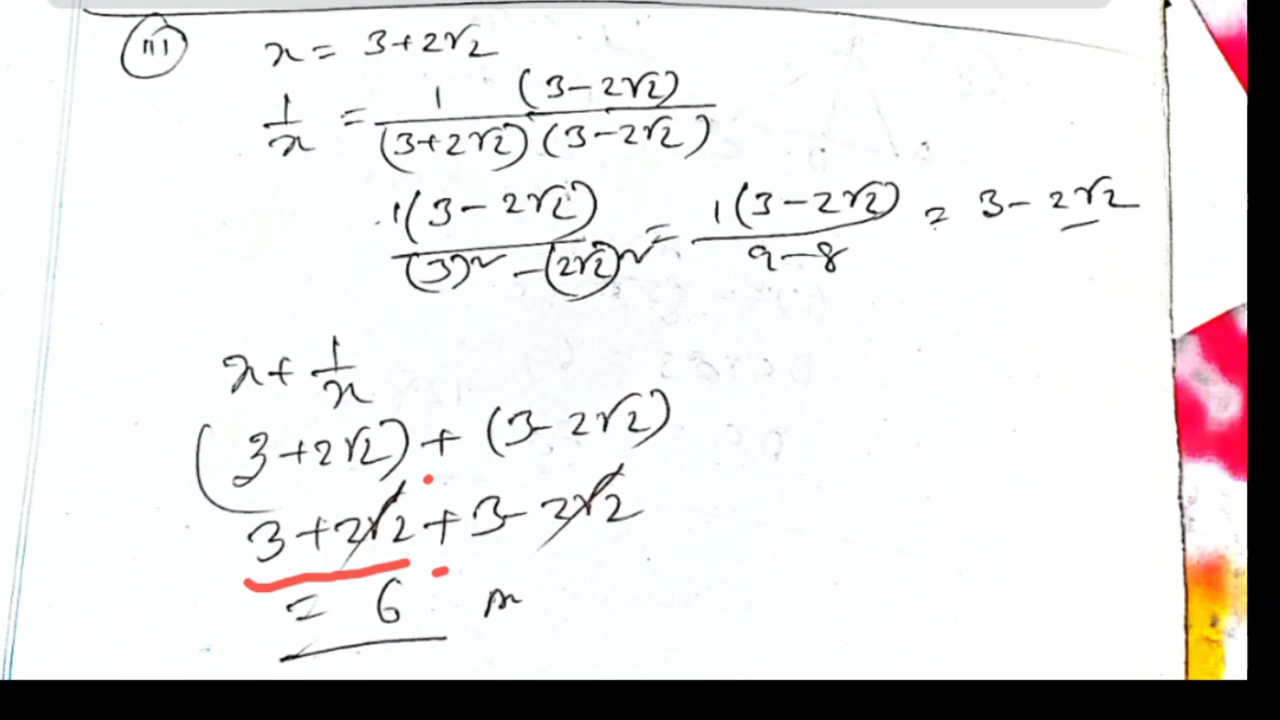 (iii) x = 3+2√2
1/x = 1 (3-2√2) / (3+2√2) (3-2√2)
1(3-2√2) / (3)² - (2√2)² = 1(3-2√2) / 9-8 = 3-2√2
x + 1/x
(3+2√2) + (3-2√2)
3+2√2 + 3-2√2
= 6